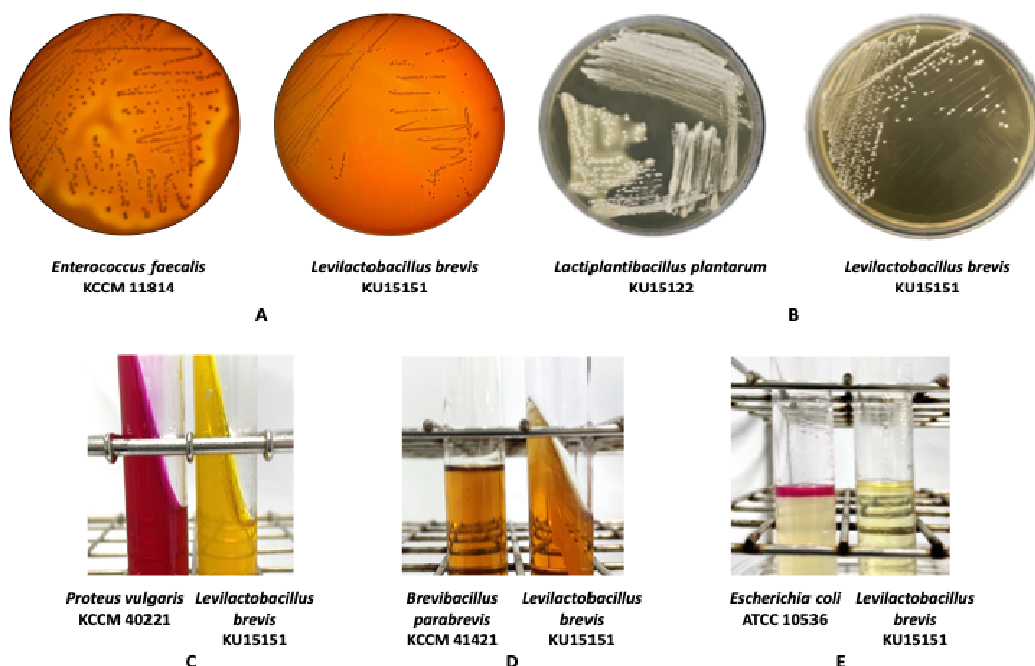 Enterococcus faecalis
KCCM 11814
Levilactobacillus brevis
KU15151
Lactiplantibacillus plantarum
KU15122
Levilactobacillus brevis
KU15151
A
B
Proteus vulgaris
KCCM 40221
Levilactobacillus
brevis
KU15151
Brevibacillus
parabrevis
KCCM 41421
Levilactobacillus
brevis
KU15151
Escherichia coli
ATCC 10536
Levilactobacillus
brevis
KU15151
C
D
E